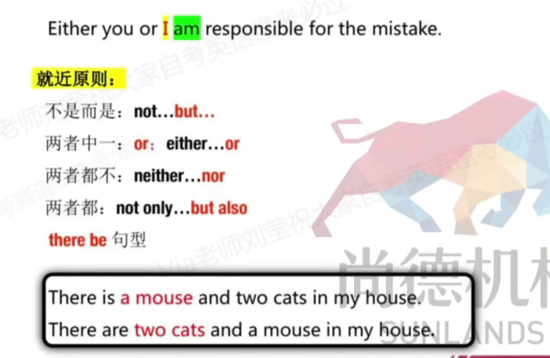 Either you or I am responsible for the mistake.
就近原则：
不是而是：not...but...
两者中一：or；either...or
两者都不：neither...nor
两者都：not only...but also
there be 句型
There is a mouse and two cats in my house.
There are two cats and a mouse in my house.
尚德机
SUNLANDS